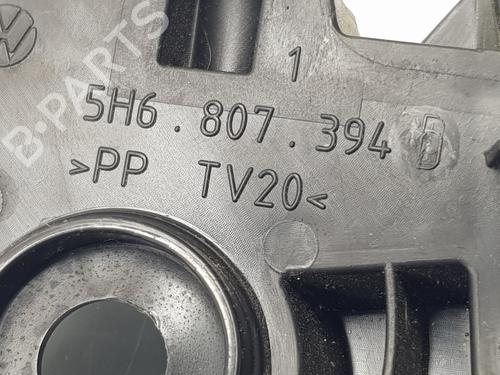 1
5H6.807.394 D
>PP TV20<
B-PARTS